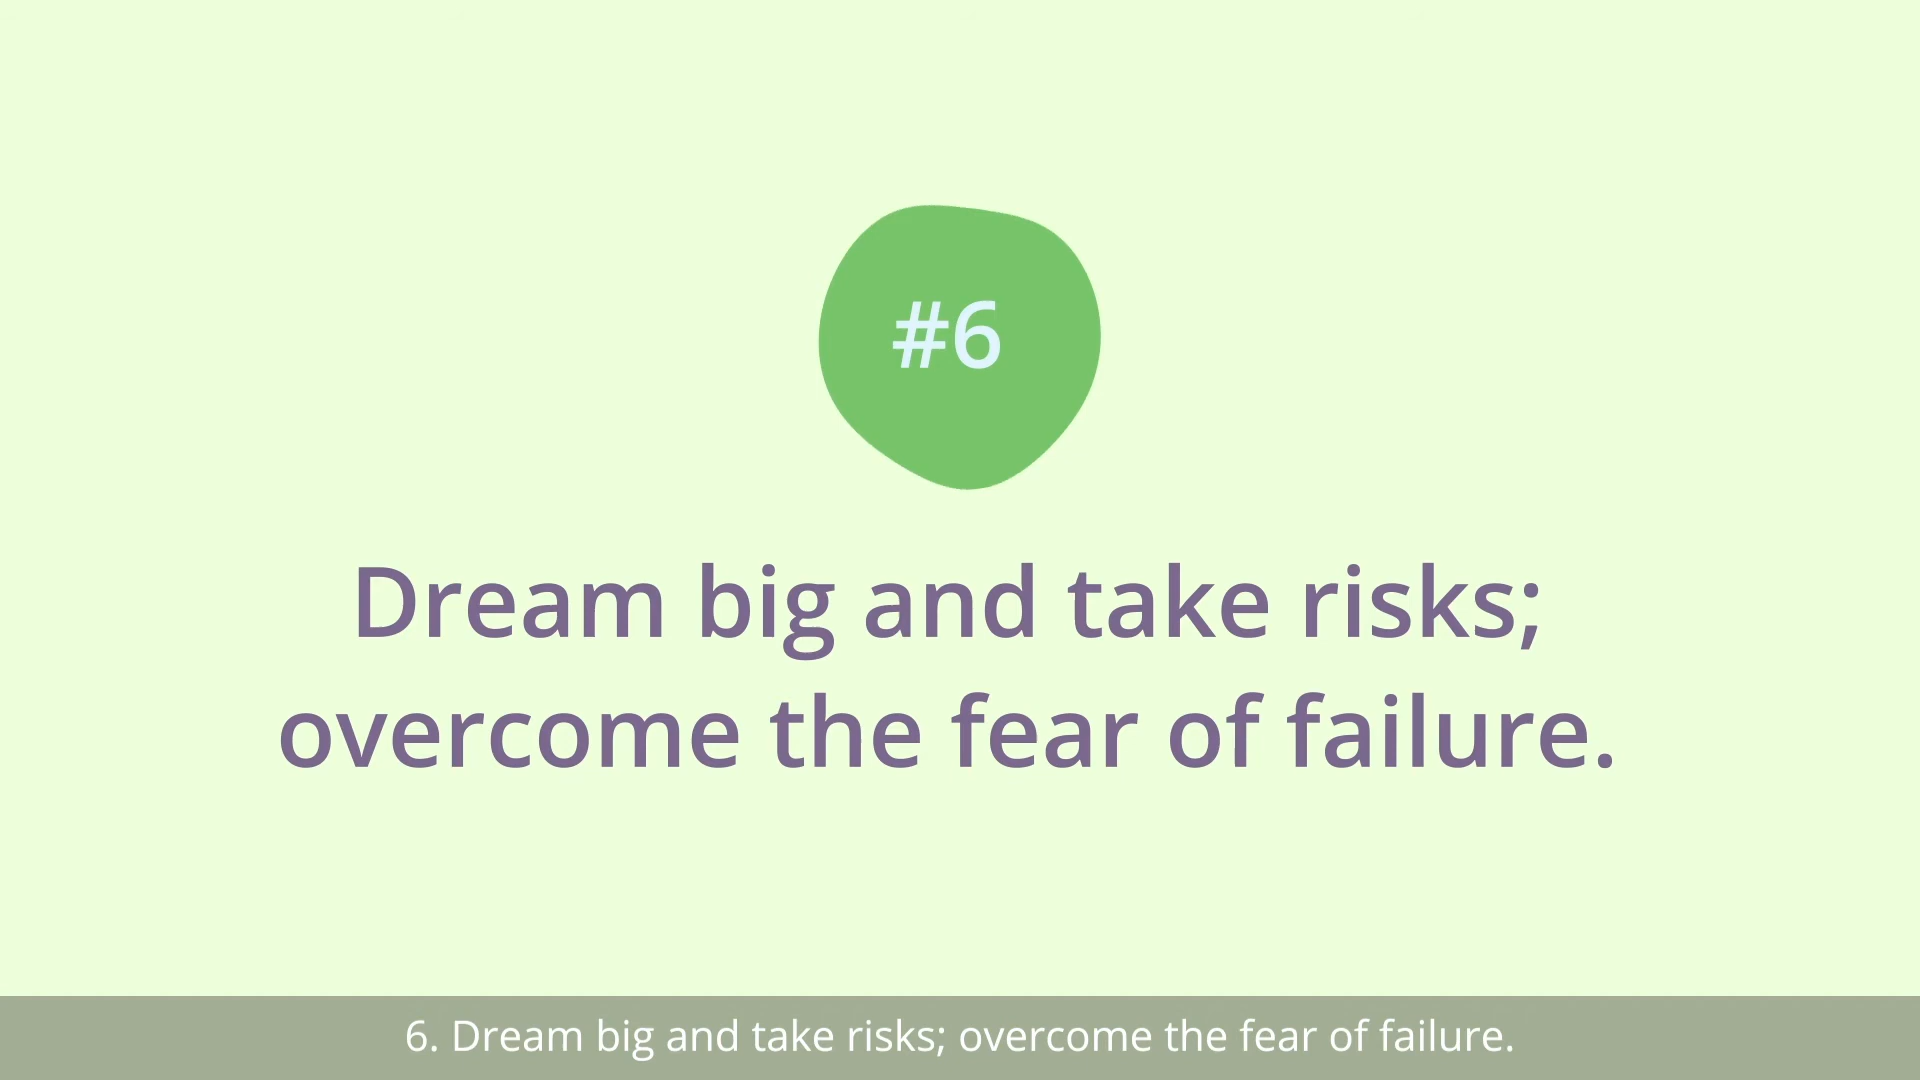 #6
Dream big and take risks;
overcome the fear of failure.
6. Dream big and take risks; overcome the fear of failure.